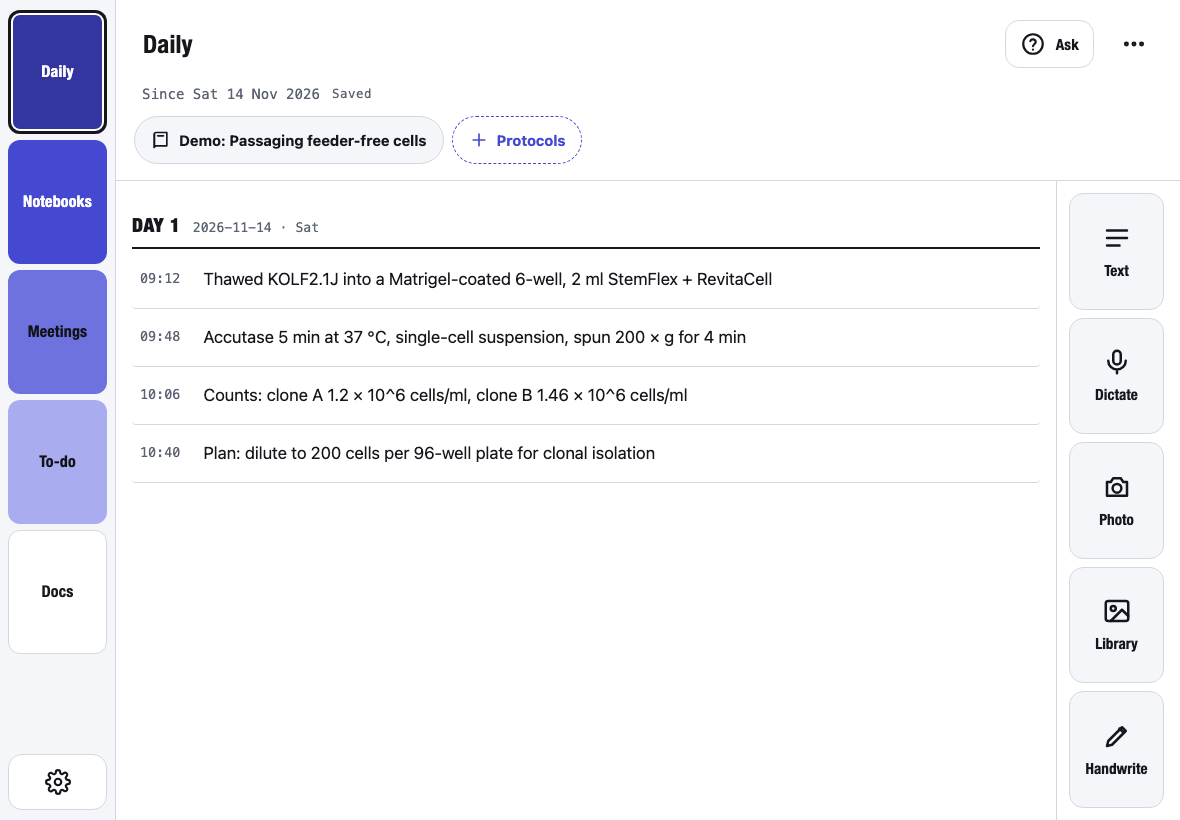 Daily
Notebooks
Meetings
To-do
Docs
Daily
Ask
Since Sat 14 Nov 2026 Saved
Demo: Passaging feeder-free cells
Protocols
DAY 1 2026-11-14 · Sat
09:12 Thawed KOLF2.1J into a Matrigel-coated 6-well, 2 ml StemFlex + RevitaCell
09:48 Accutase 5 min at 37 °C, single-cell suspension, spun 200 × g for 4 min
10:06 Counts: clone A 1.2 × 10^6 cells/ml, clone B 1.46 × 10^6 cells/ml
10:40 Plan: dilute to 200 cells per 96-well plate for clonal isolation
Text
Dictate
Photo
Library
Handwrite